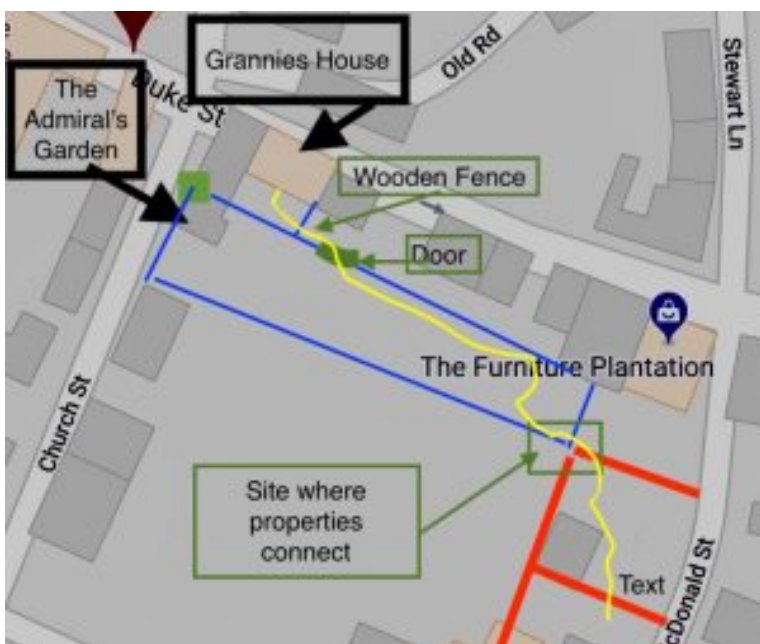 Grannies House
Old Rd
Stewart Ln
The
Admiral's
Garden
Duke St
Wooden Fence
Door
The Furniture Plantation
Church St
Site where
properties
connect
Text
cDonald St